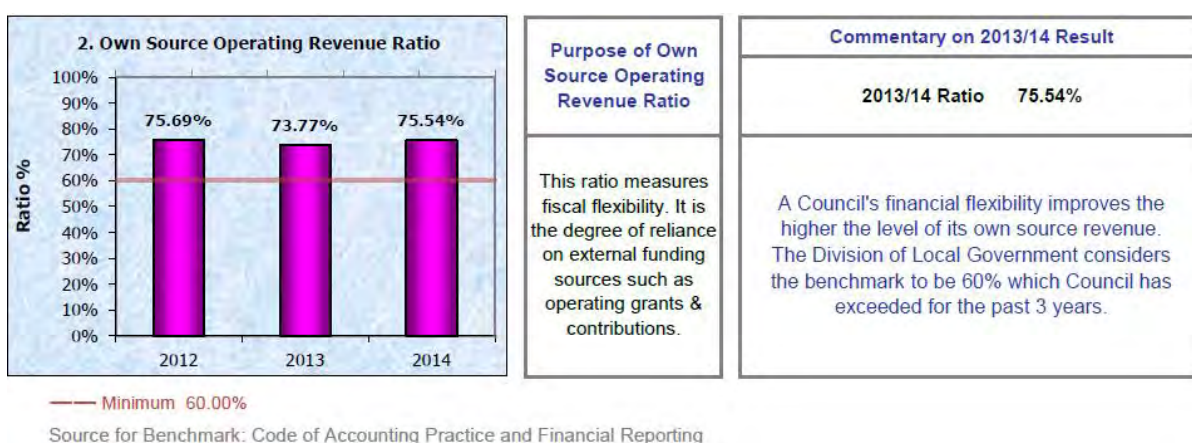 2. Own Source Operating Revenue Ratio
100%
90%
80%
70%
60%
50%
40%
30%
20%
10%
0%
Ratio %
75.69%
73.77%
75.54%
2012
2013
2014
Minimum 60.00%
Source for Benchmark: Code of Accounting Practice and Financial Reporting
Purpose of Own
Source Operating
Revenue Ratio
This ratio measures
fiscal flexibility. It is
the degree of reliance
on external funding
sources such as
operating grants &
contributions.
Commentary on 2013/14 Result
2013/14 Ratio 75.54%
A Council's financial flexibility improves the
higher the level of its own source revenue.
The Division of Local Government considers
the benchmark to be 60% which Council has
exceeded for the past 3 years.